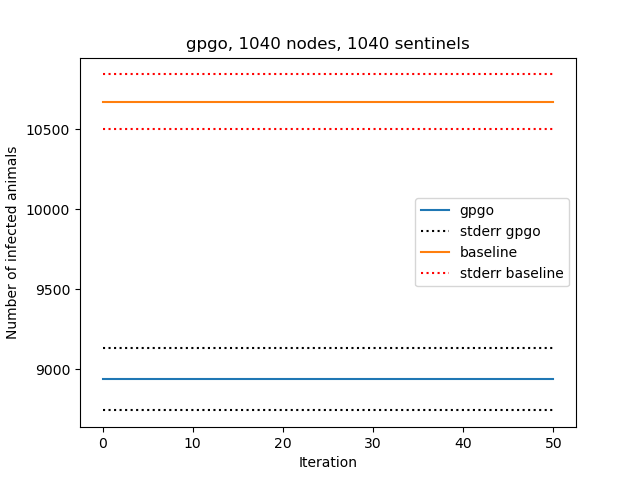 gpgo, 1040 nodes, 1040 sentinels
Number of infected animals
10500
10000
9500
9000
gpgo
stderr gpgo
baseline
stderr baseline
0 10 20 30 40 50
Iteration